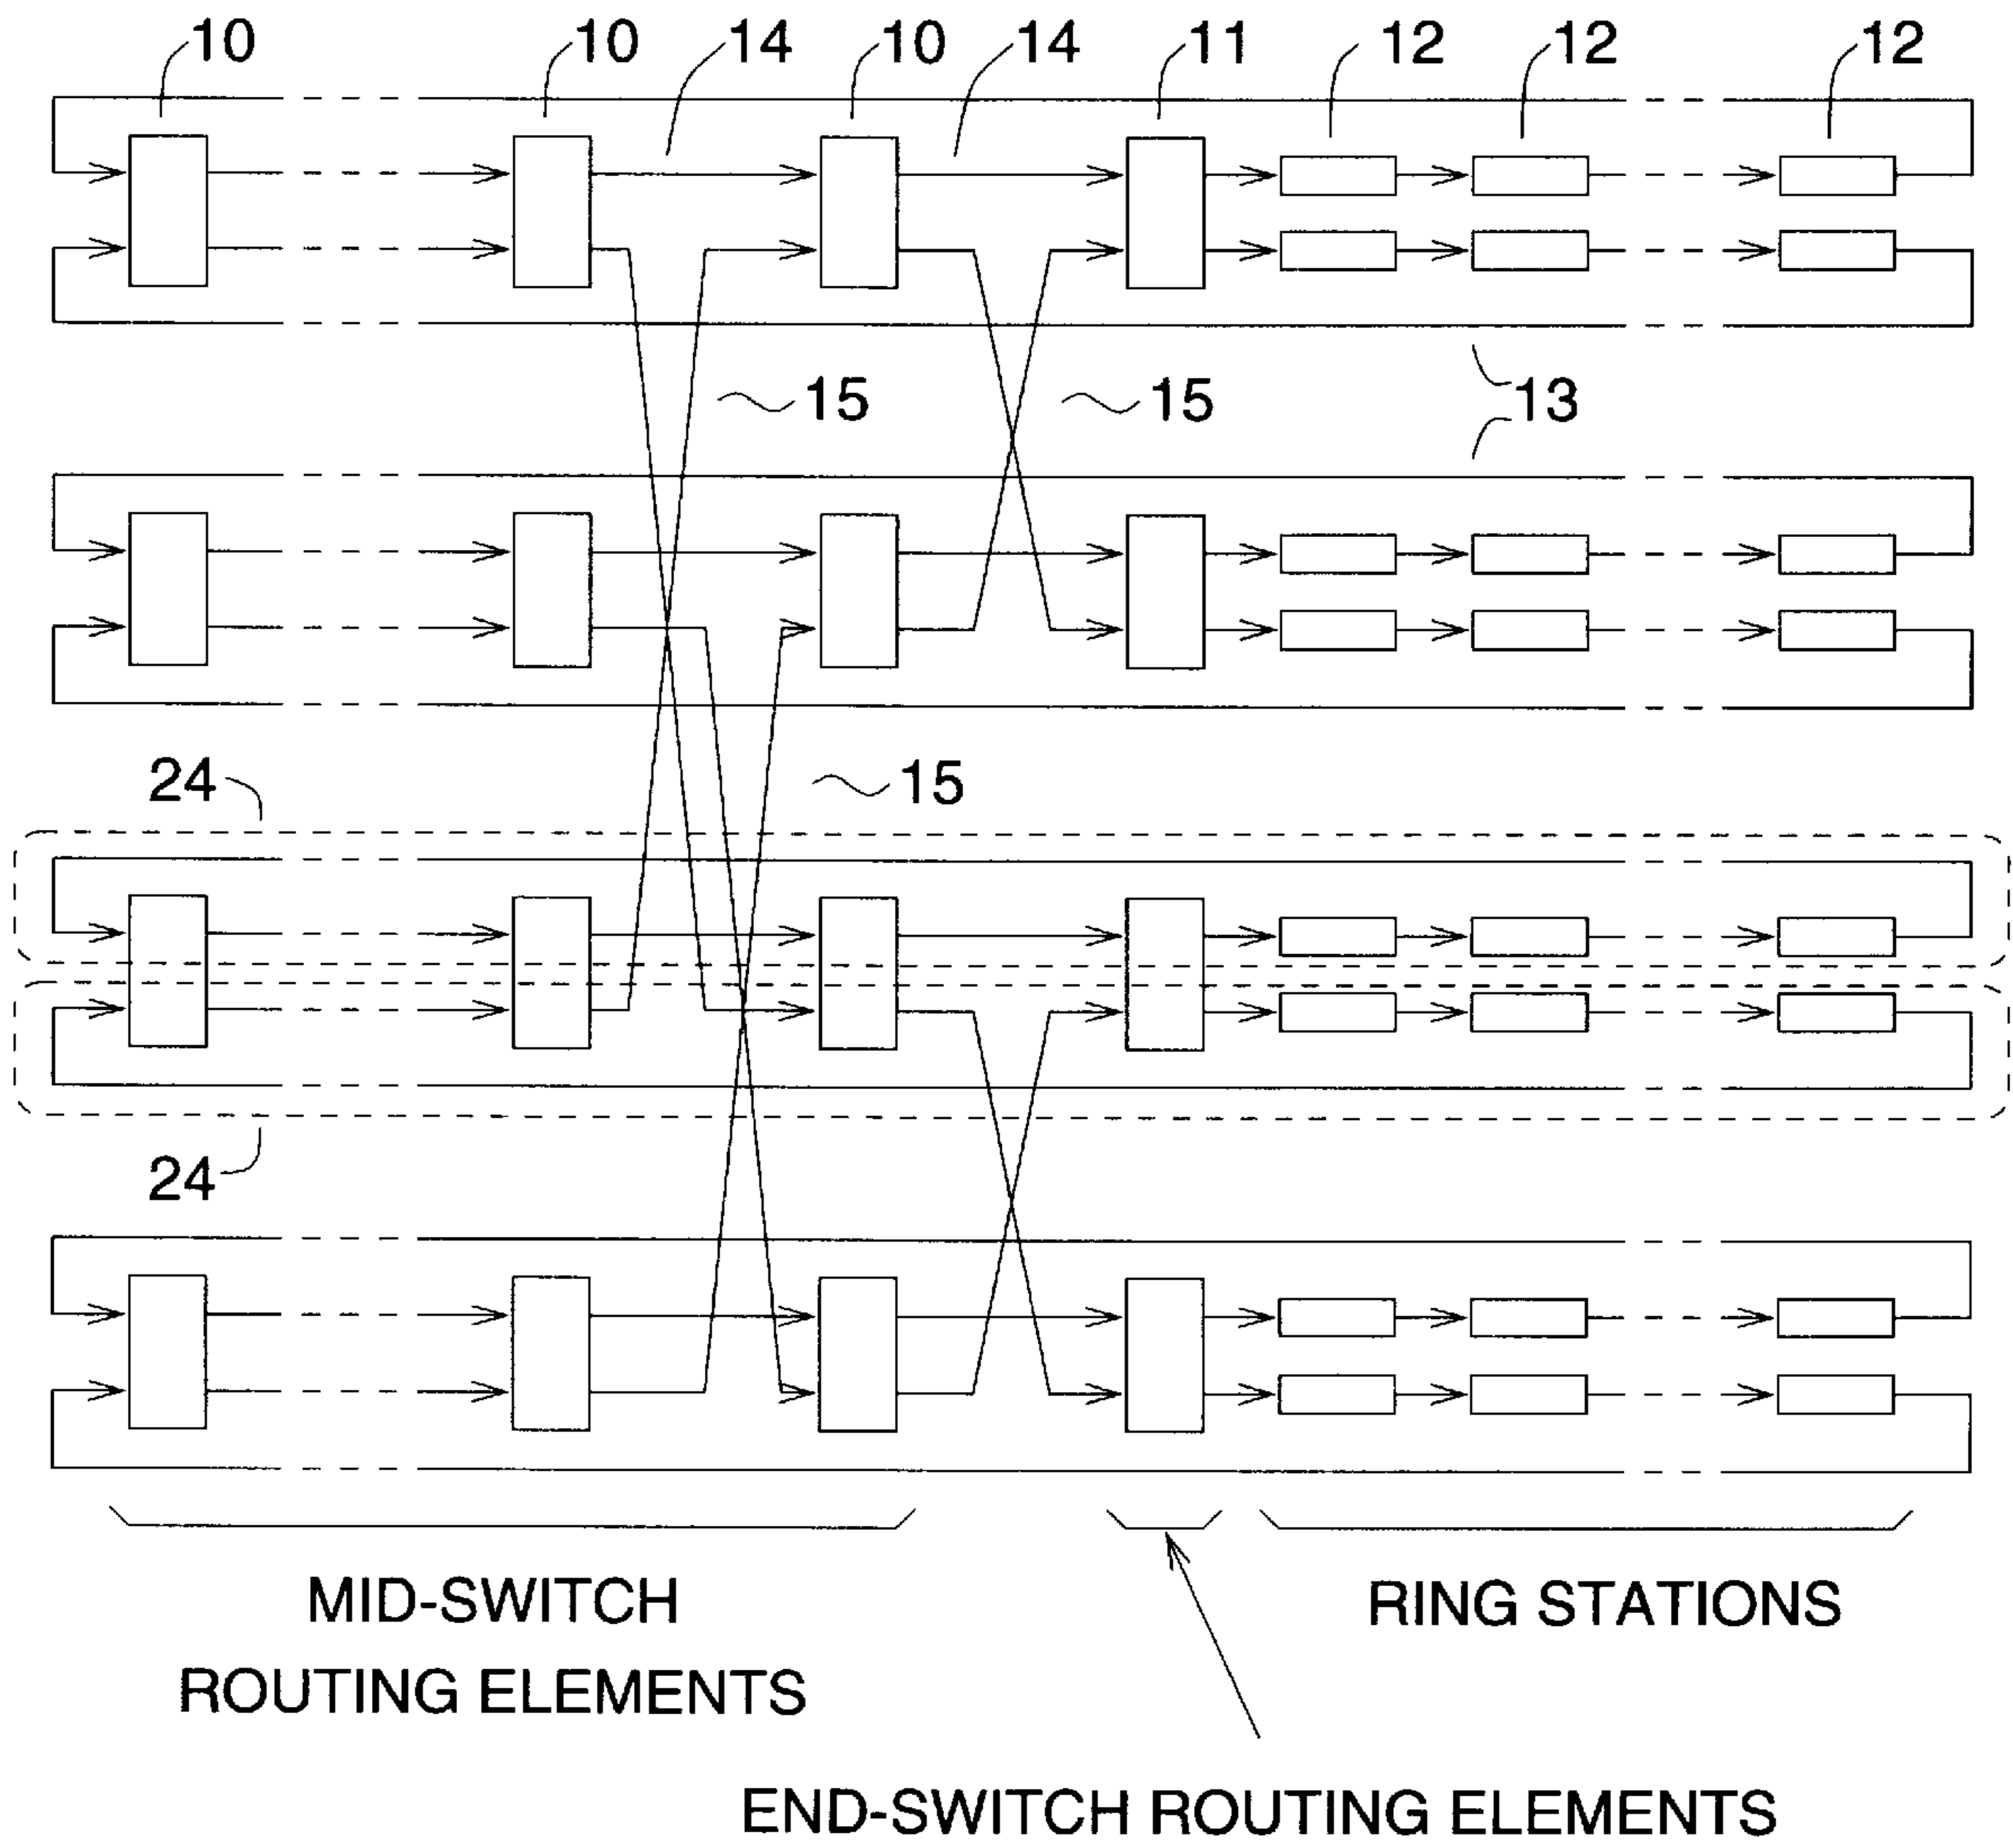 10 10 14 10 14 11 12 12 12
15 15 13
24 15
24
MID-SWITCH
ROUTING ELEMENTS
RING STATIONS
END-SWITCH ROUTING ELEMENTS